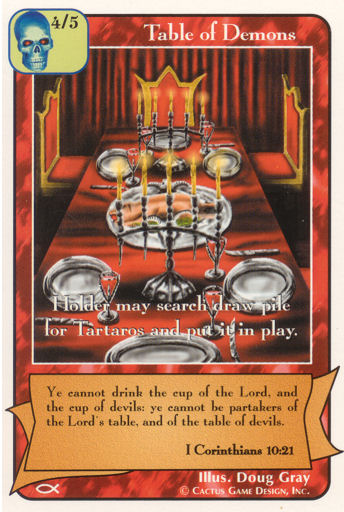 4/5
Table of Demons
Holder may search draw pile
for Tartaros and put it in play.
Ye cannot drink the cup of the Lord, and
the cup of devils: ye cannot be partakers of
the Lord's table, and of the table of devils.
I Corinthians 10:21
Illus. Doug Gray
© Cactus Game Design, Inc.